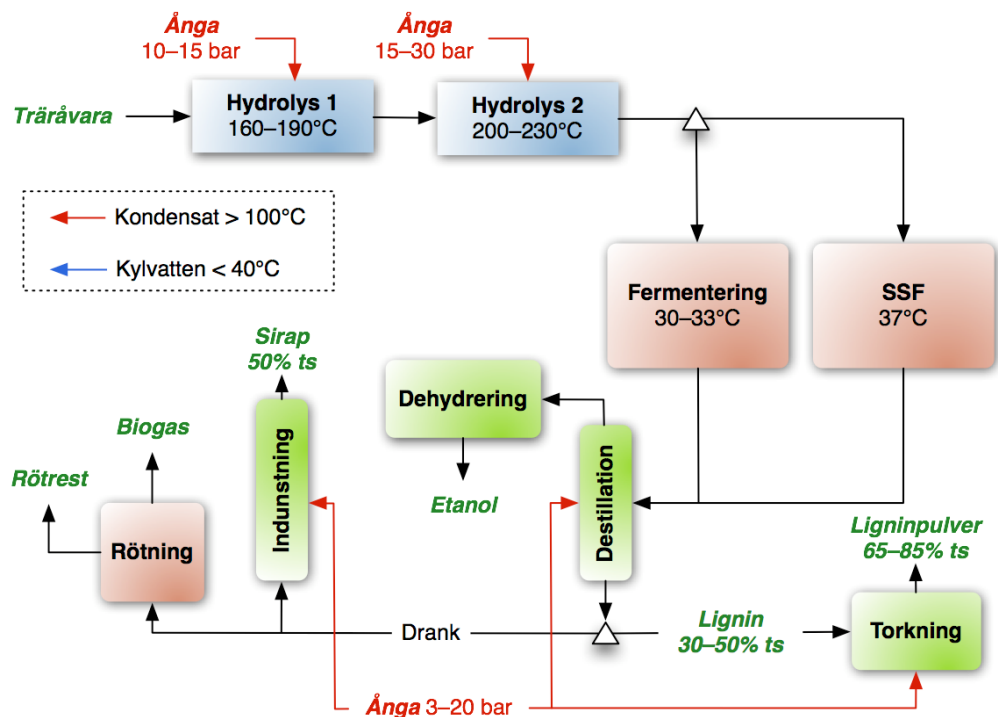 Ånga
10–15 bar
Ånga
15–30 bar
Träråvara
Hydrolys 1
160–190°C
Hydrolys 2
200–230°C
Kondensat > 100°C
Kylvatten < 40°C
Fermentering
30–33°C
SSF
37°C
Sirap
50% ts
Dehydrering
Biogas
Rötrest
Indunstning
Etanol
Destillation
Ligninpulver
65–85% ts
Rötning
Drank
Lignin
30–50% ts
Torkning
Ånga 3–20 bar